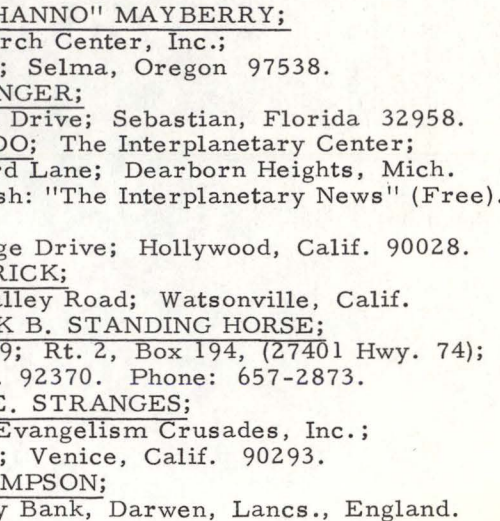 HANNO" MAYBERRY;
rch Center, Inc.;
; Selma, Oregon 97538.
NGER;
Drive; Sebastian, Florida 32958.
DO; The Interplanetary Center;
rd Lane; Dearborn Heights, Mich.
sh: "The Interplanetary News" (Free).
ge Drive; Hollywood, Calif. 90028.
RICK;
alley Road; Watsonville, Calif.
K B. STANDING HORSE;
9; Rt. 2, Box 194, (27401 Hwy. 74);
. 92370. Phone: 657-2873.
E. STRANGES;
Evangelism Crusades, Inc.;
; Venice, Calif. 90293.
MPSON;
y Bank, Darwen, Lancs., England.